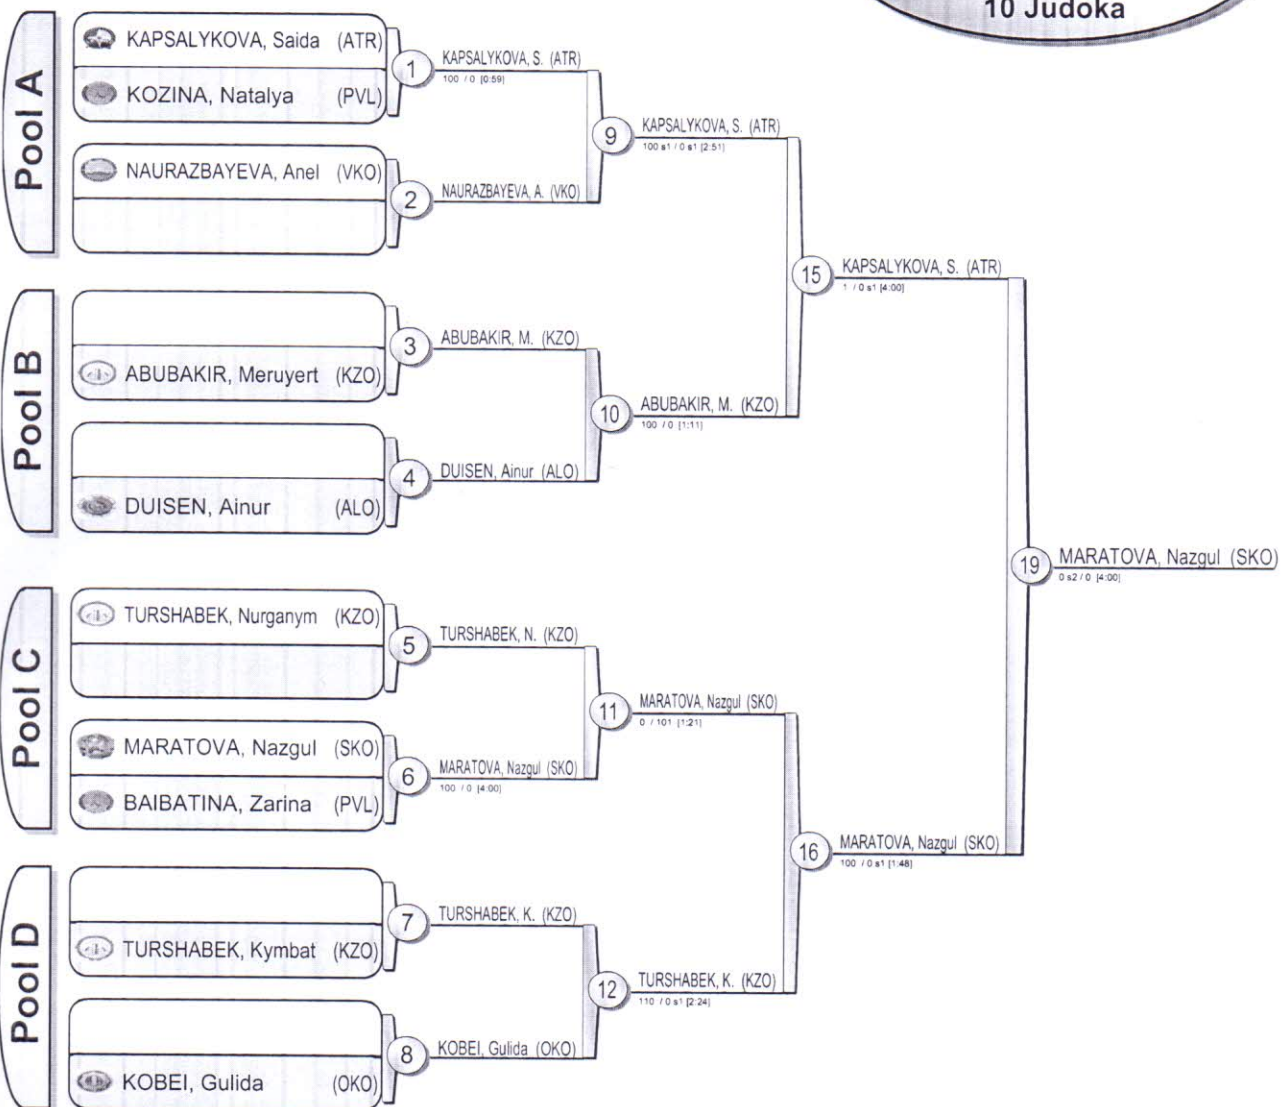 10 Judoka
Pool A
KAPSALYKOVA, Saida (ATR)
KOZINA, Natalya (PVL)
NAURAZBAYEVA, Anel (VKO)
1
KAPSALYKOVA, S. (ATR)
100 / 0 [0:59]
2
NAURAZBAYEVA, A. (VKO)
9
KAPSALYKOVA, S. (ATR)
100 s1 / 0 s1 [2:51]
Pool B
ABUBAKIR, Meruyert (KZO)
DUISEN, Ainur (ALO)
3
ABUBAKIR, M. (KZO)
4
DUISEN, Ainur (ALO)
10
ABUBAKIR, M. (KZO)
100 / 0 [1:11]
15
KAPSALYKOVA, S. (ATR)
1 / 0 s1 [4:00]
Pool C
TURSHABEK, Nurganym (KZO)
MARATOVA, Nazgul (SKO)
BAIBATINA, Zarina (PVL)
5
TURSHABEK, N. (KZO)
6
MARATOVA, Nazgul (SKO)
100 / 0 [4:00]
11
MARATOVA, Nazgul (SKO)
0 / 101 [1:21]
Pool D
TURSHABEK, Kymbat (KZO)
KOBEI, Gulida (OKO)
7
TURSHABEK, K. (KZO)
8
KOBEI, Gulida (OKO)
12
TURSHABEK, K. (KZO)
110 / 0 s1 [2:24]
16
MARATOVA, Nazgul (SKO)
100 / 0 s1 [1:48]
19
MARATOVA, Nazgul (SKO)
0 s2 / 0 [4:00]